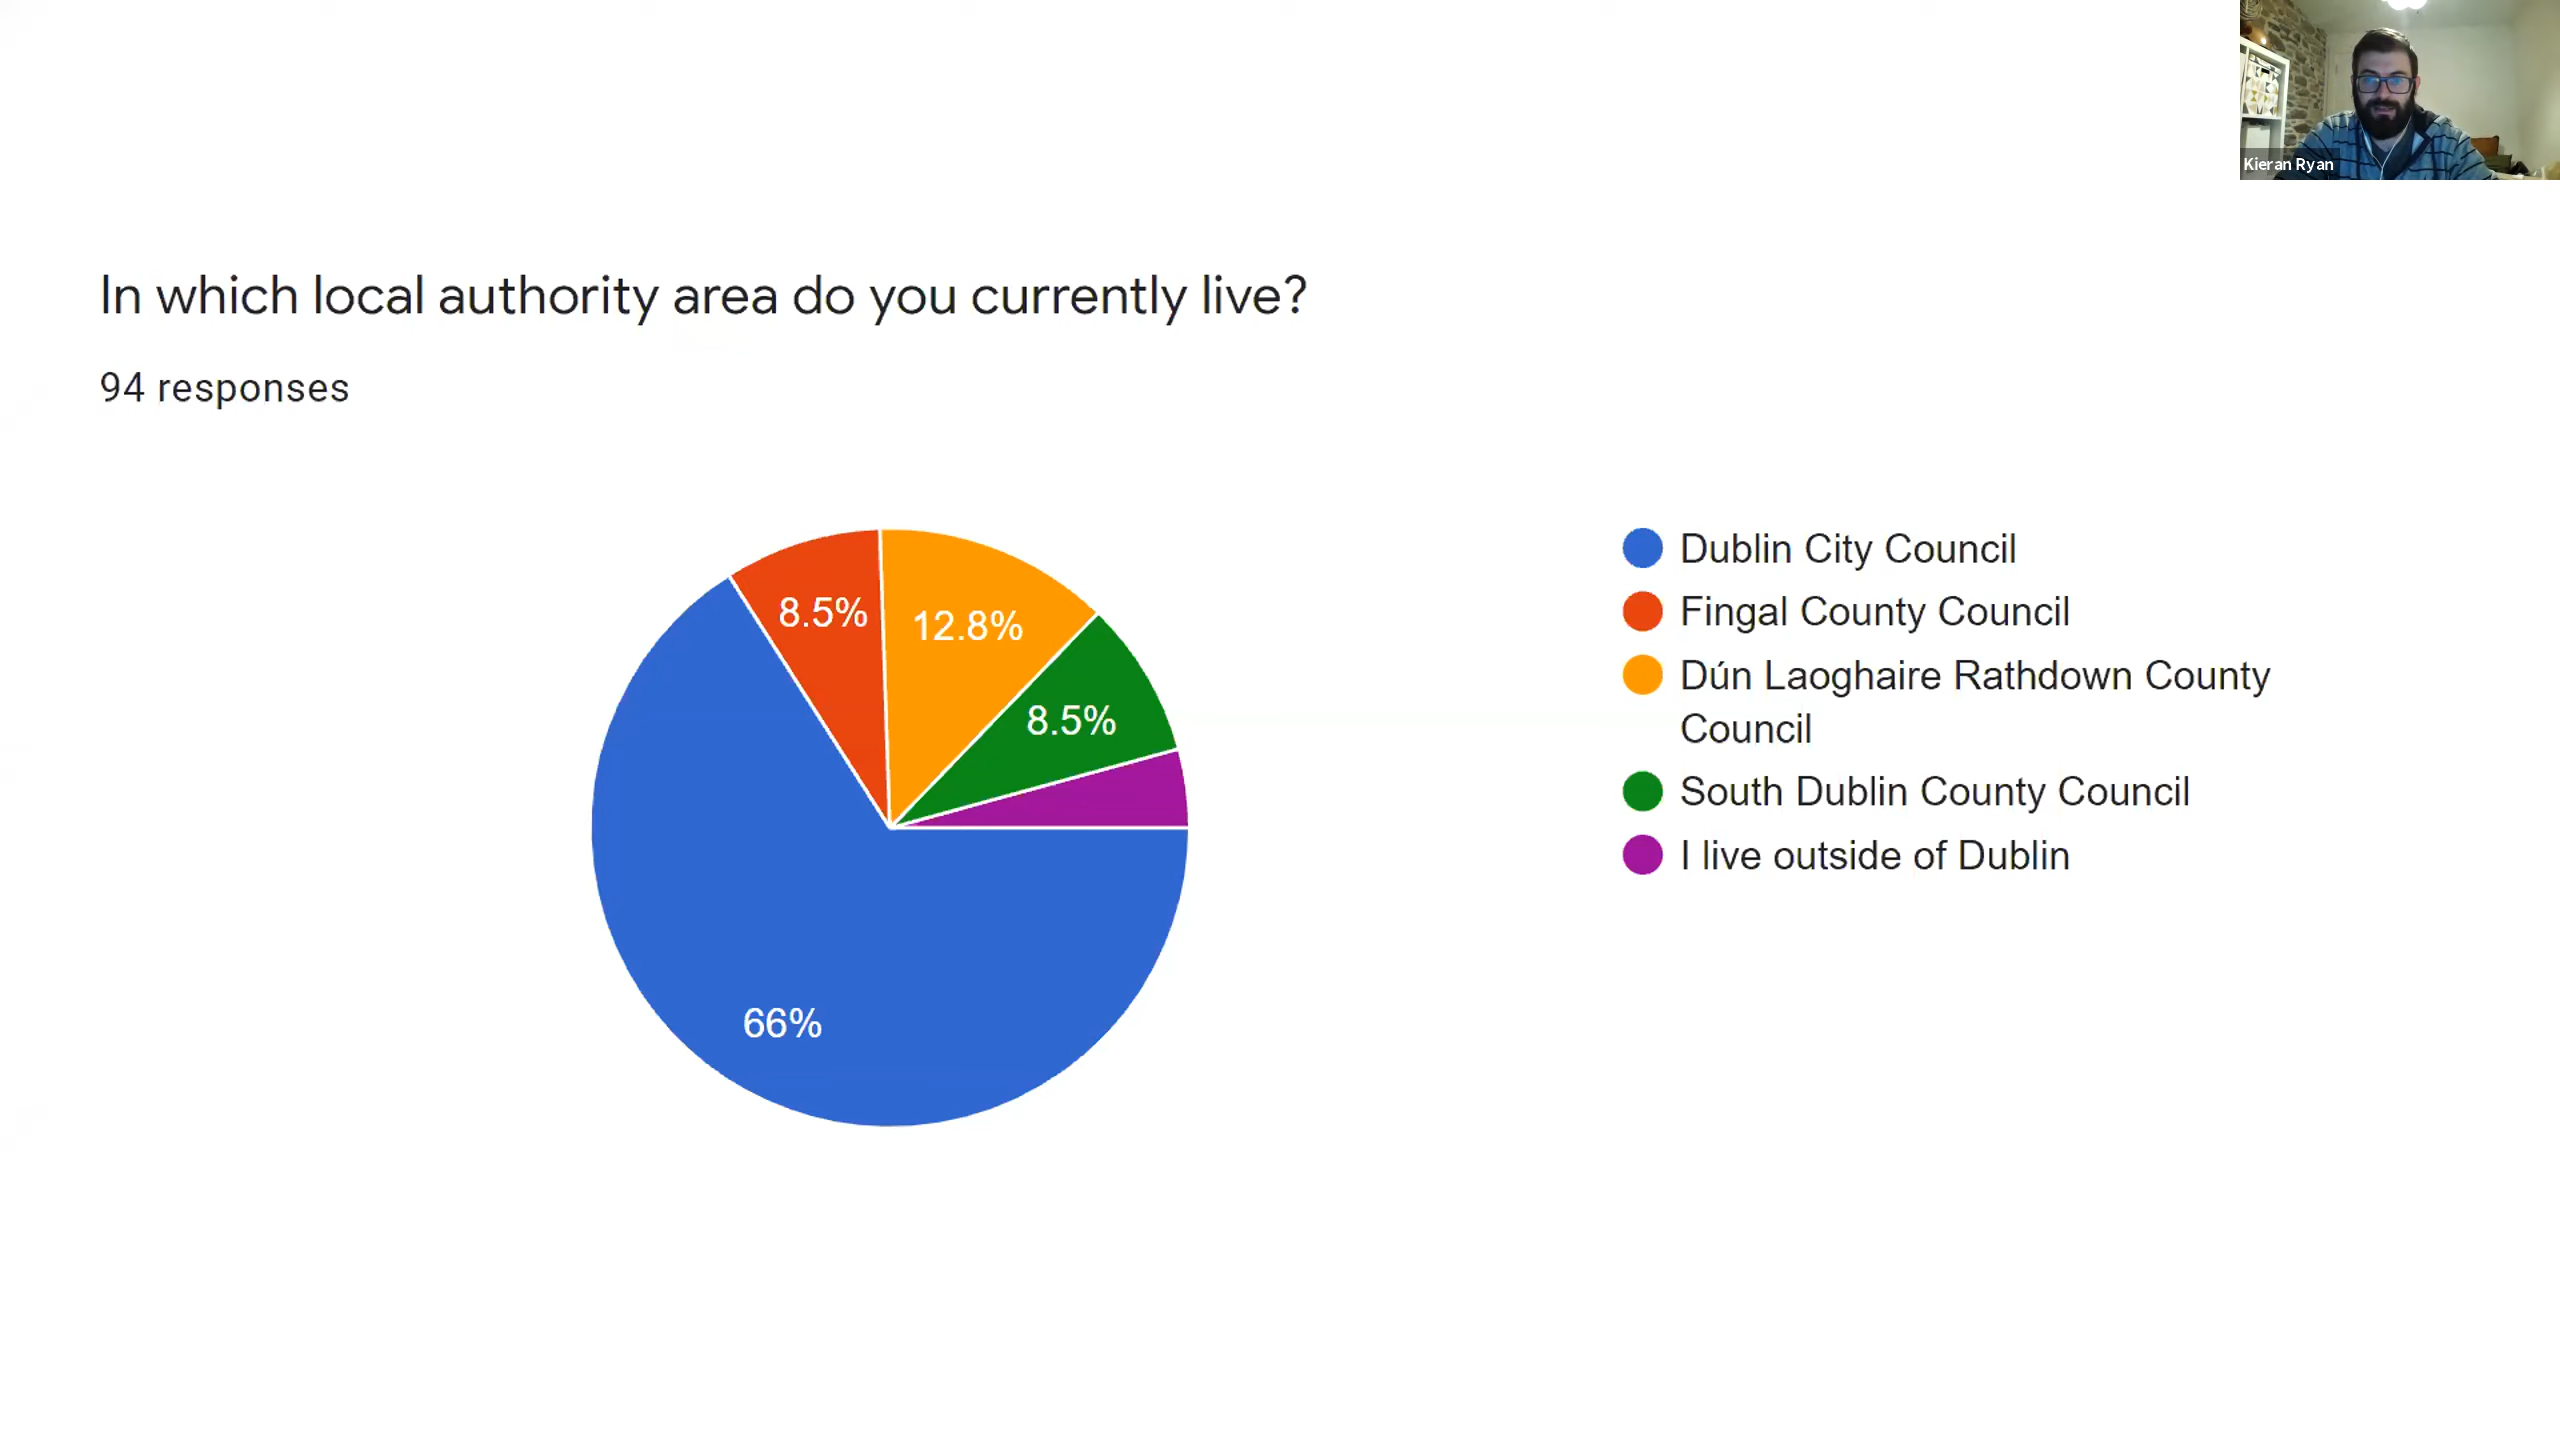 Kieran Ryan
In which local authority area do you currently live?
94 responses
8.5%
12.8%
8.5%
66%
Dublin City Council
Fingal County Council
Dún Laoghaire Rathdown County
Council
South Dublin County Council
I live outside of Dublin